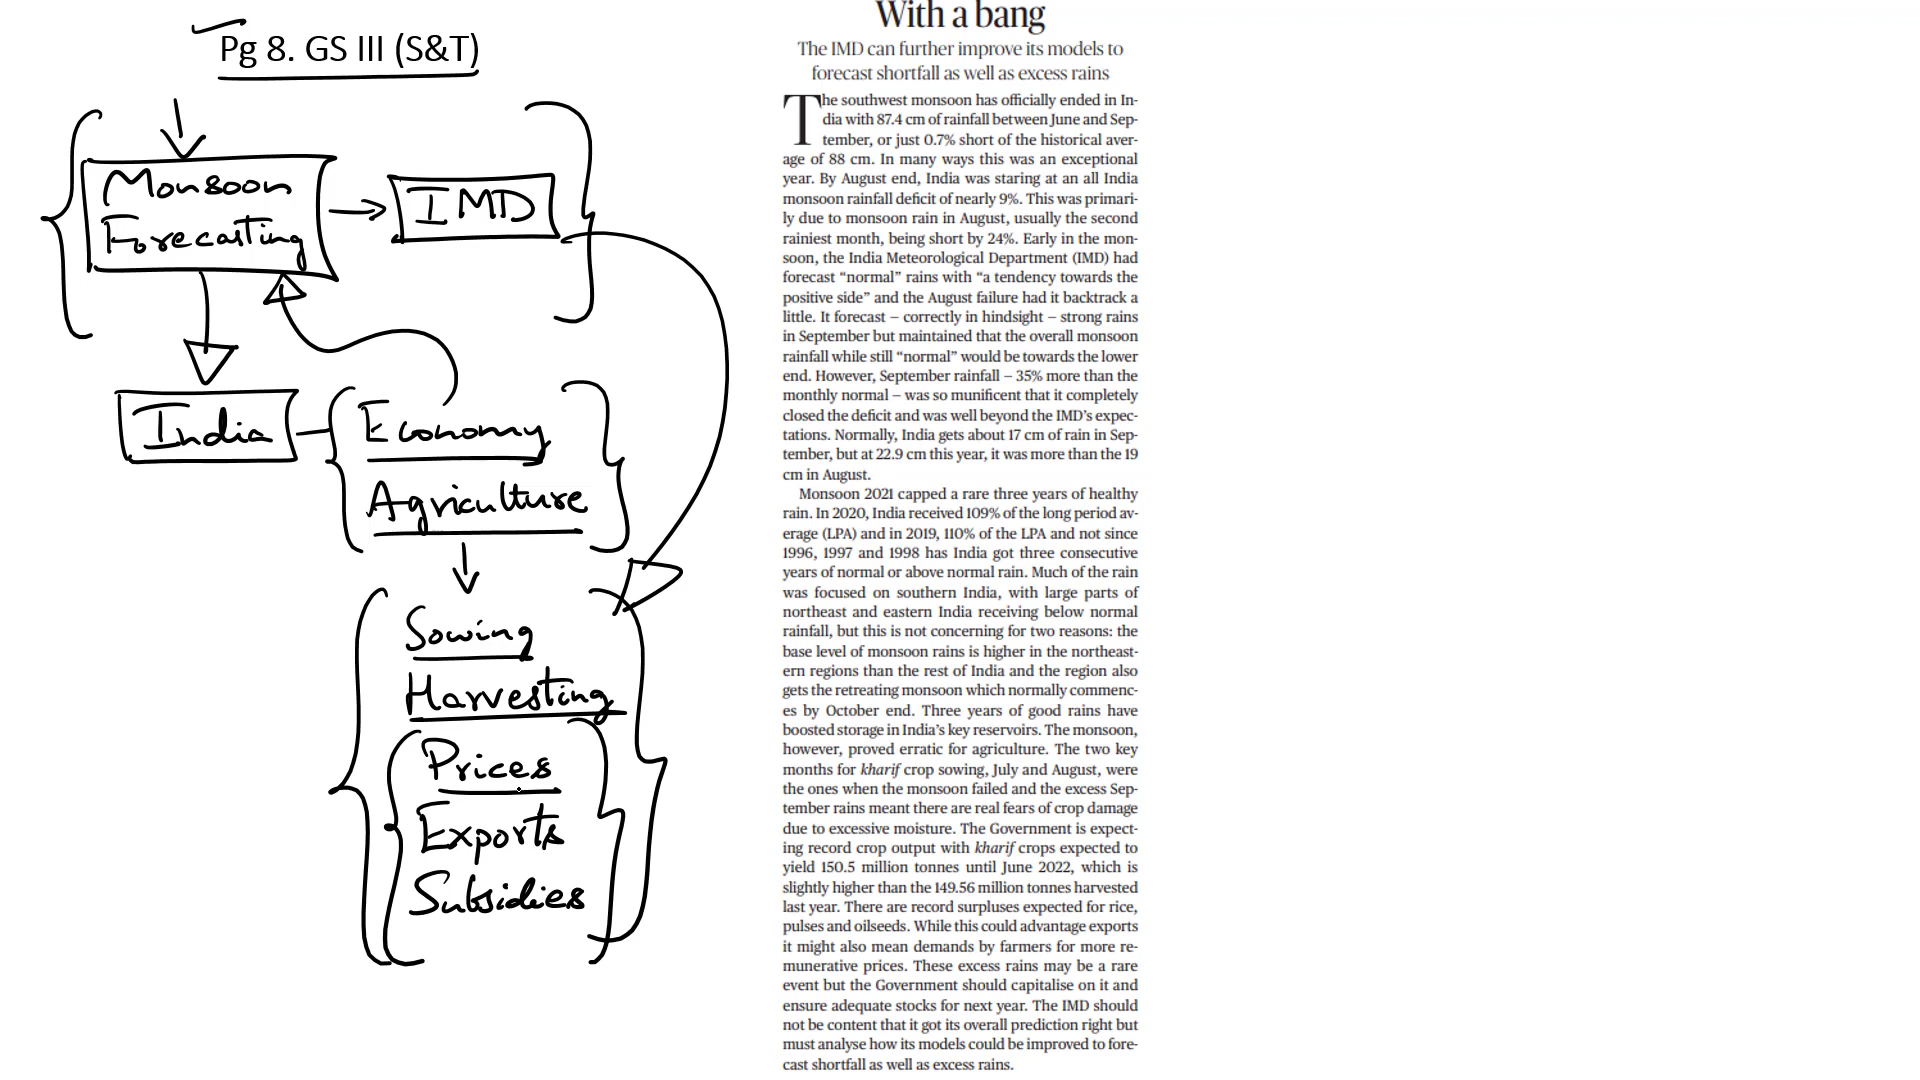 Pg 8. GS III (S&T)
Monsoon
Forecasting
IMD
India
Economy
Agriculture
Sowing
Harvesting
Prices
Exports
Subsidies
With a bang
The IMD can further improve its models to
forecast shortfall as well as excess rains
The southwest monsoon has officially ended in In-
dia with 87.4 cm of rainfall between June and Sep-
tember, or just 0.7% short of the historical aver-
age of 88 cm. In many ways this was an exceptional
year. By August end, India was staring at an all India
monsoon rainfall deficit of nearly 9%. This was primari-
ly due to monsoon rain in August, usually the second
rainiest month, being short by 24%. Early in the mon-
soon, the India Meteorological Department (IMD) had
forecast “normal” rains with “a tendency towards the
positive side” and the August failure had it backtrack a
little. It forecast – correctly in hindsight – strong rains
in September but maintained that the overall monsoon
rainfall while still “normal” would be towards the lower
end. However, September rainfall – 35% more than the
monthly normal – was so munificent that it completely
closed the deficit and was well beyond the IMD’s expec-
tations. Normally, India gets about 17 cm of rain in Sep-
tember, but at 22.9 cm this year, it was more than the 19
cm in August.
Monsoon 2021 capped a rare three years of healthy
rain. In 2020, India received 109% of the long period av-
erage (LPA) and in 2019, 110% of the LPA and not since
1996, 1997 and 1998 has India got three consecutive
years of normal or above normal rain. Much of the rain
was focused on southern India, with large parts of
northeast and eastern India receiving below normal
rainfall, but this is not concerning for two reasons: the
base level of monsoon rains is higher in the northeast-
ern regions than the rest of India and the region also
gets the retreating monsoon which normally commenc-
es by October end. Three years of good rains have
boosted storage in India’s key reservoirs. The monsoon,
however, proved erratic for agriculture. The two key
months for kharif crop sowing, July and August, were
the ones when the monsoon failed and the excess Sep-
tember rains meant there are real fears of crop damage
due to excessive moisture. The Government is expect-
ing record crop output with kharif crops expected to
yield 150.5 million tonnes until June 2022, which is
slightly higher than the 149.56 million tonnes harvested
last year. There are record surpluses expected for rice,
pulses and oilseeds. While this could advantage exports
it might also mean demands by farmers for more re-
munerative prices. These excess rains may be a rare
event but the Government should capitalise on it and
ensure adequate stocks for next year. The IMD should
not be content that it got its overall prediction right but
must analyse how its models could be improved to fore-
cast shortfall as well as excess rains.